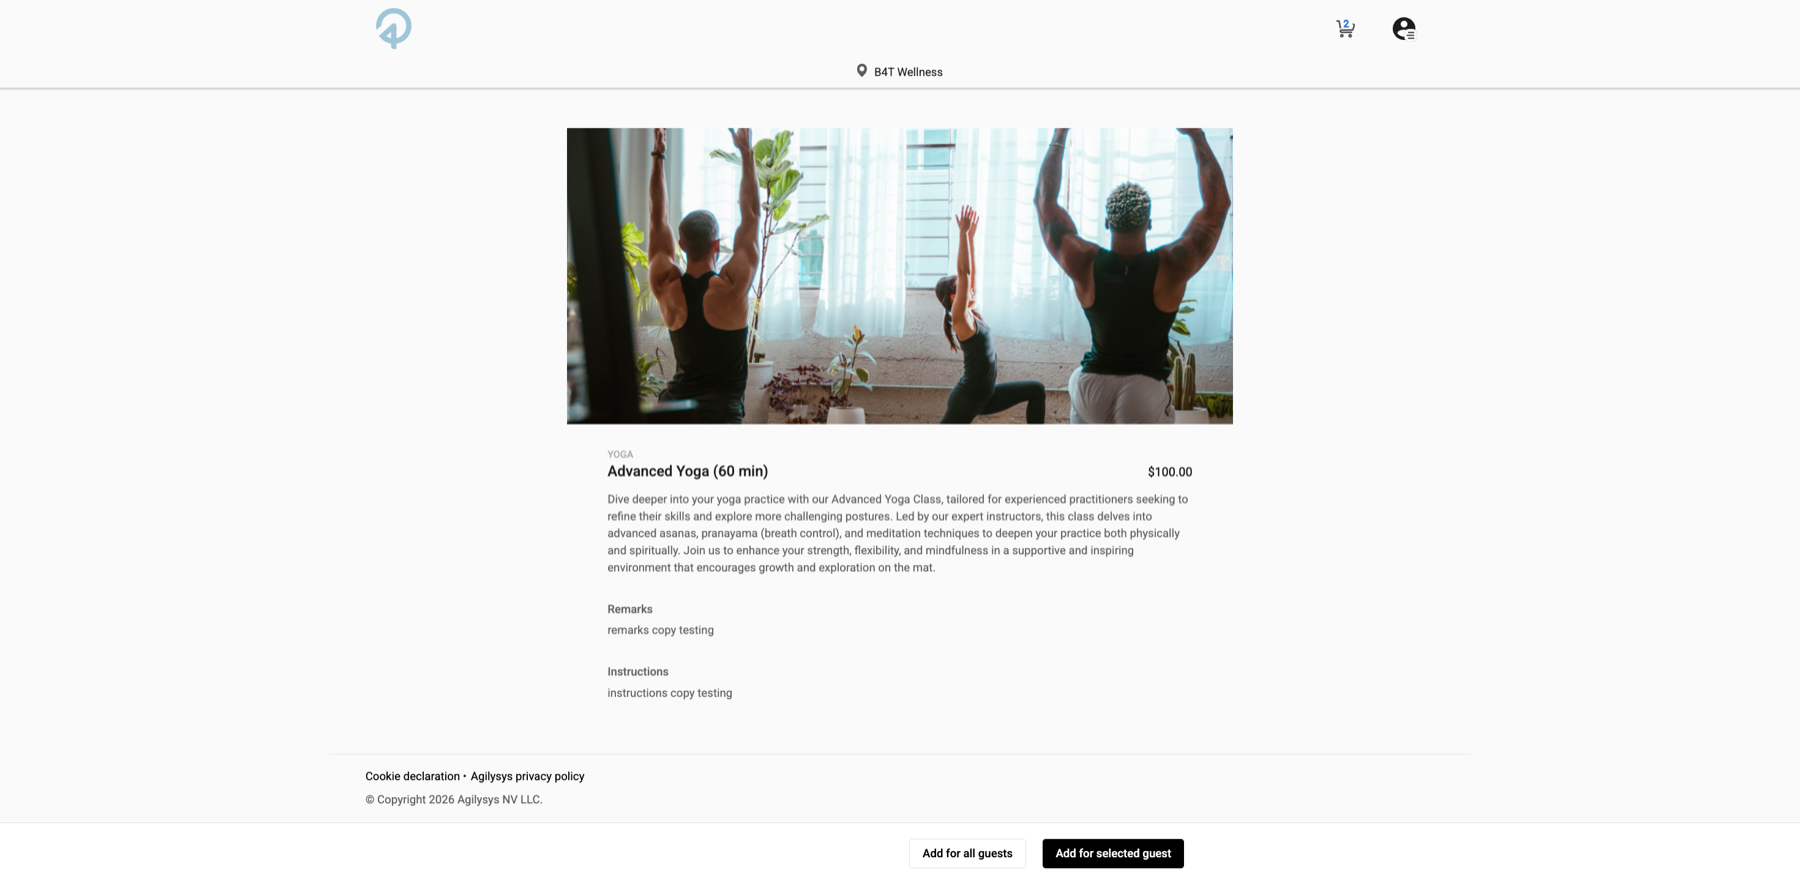 2
B4T Wellness
YOGA
Advanced Yoga (60 min)
$100.00
Dive deeper into your yoga practice with our Advanced Yoga Class, tailored for experienced practitioners seeking to
refine their skills and explore more challenging postures. Led by our expert instructors, this class delves into
advanced asanas, pranayama (breath control), and meditation techniques to deepen your practice both physically
and spiritually. Join us to enhance your strength, flexibility, and mindfulness in a supportive and inspiring
environment that encourages growth and exploration on the mat.
Remarks
remarks copy testing
Instructions
instructions copy testing
Cookie declaration • Agilysys privacy policy
© Copyright 2026 Agilysys NV LLC.
Add for all guests
Add for selected guest